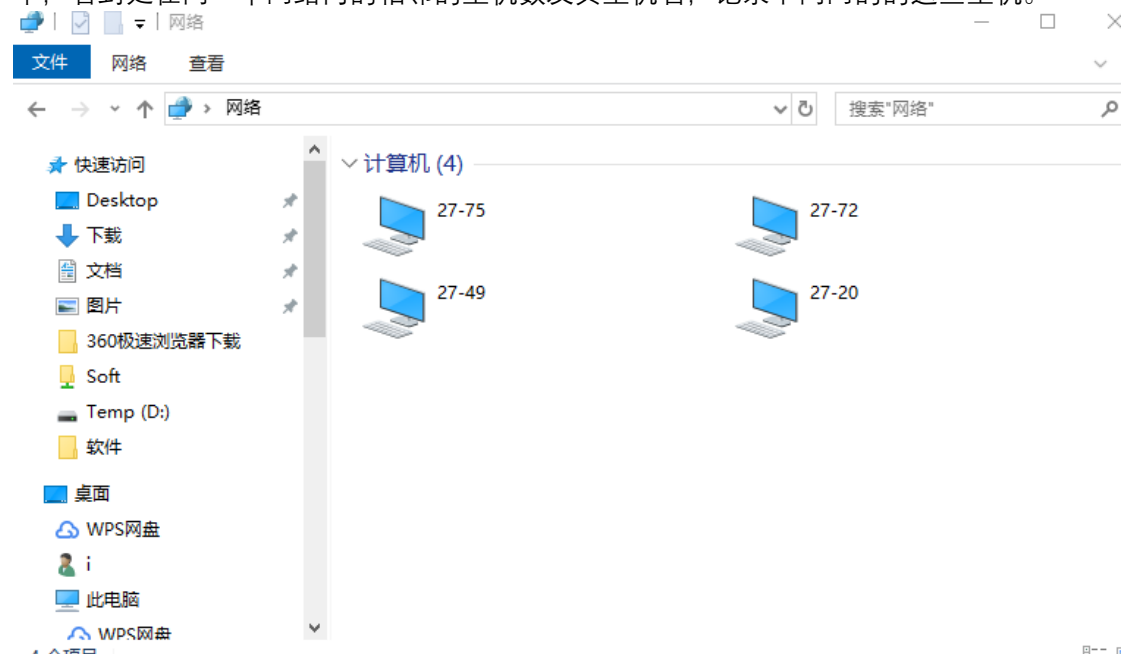 网络
文件 网络 查看
网络
搜索"网络"
快速访问
Desktop
下载
文档
图片
360极速浏览器下载
Soft
Temp (D:)
软件
桌面
WPS网盘
i
此电脑
WPS网盘
计算机 (4)
27-75 27-72
27-49 27-20